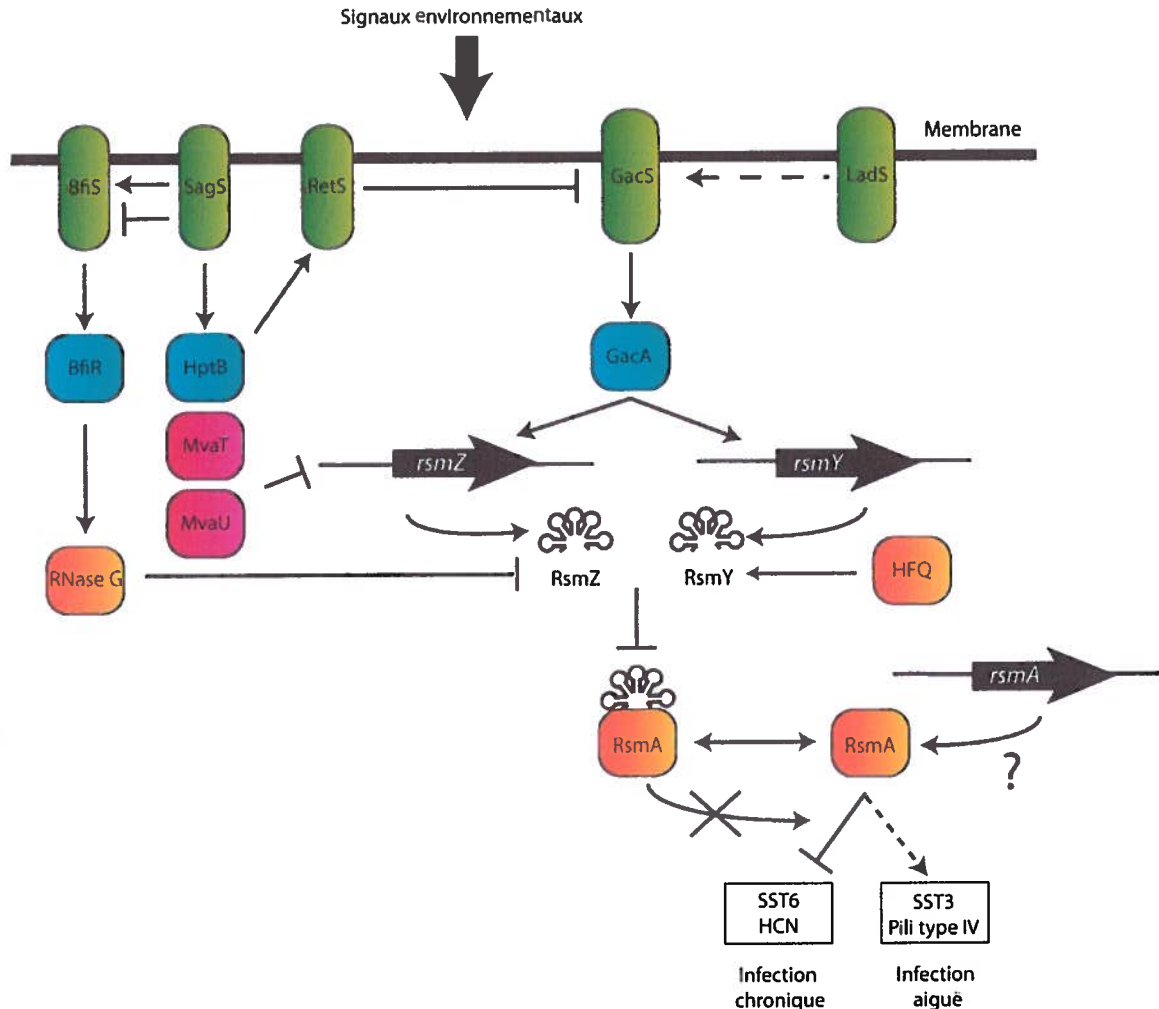 Signaux environnementaux
Membrane
BfiS
SagS
RetS
GacS
LadS
BfiR
HptB
GacA
MvaT
MvaU
rsmZ
rsmY
RNase G
RsmZ
RsmY
HFQ
rsmA
RsmA
RsmA
?
SST6
HCN
SST3
Pili type IV
Infection
chronique
Infection
aiguë